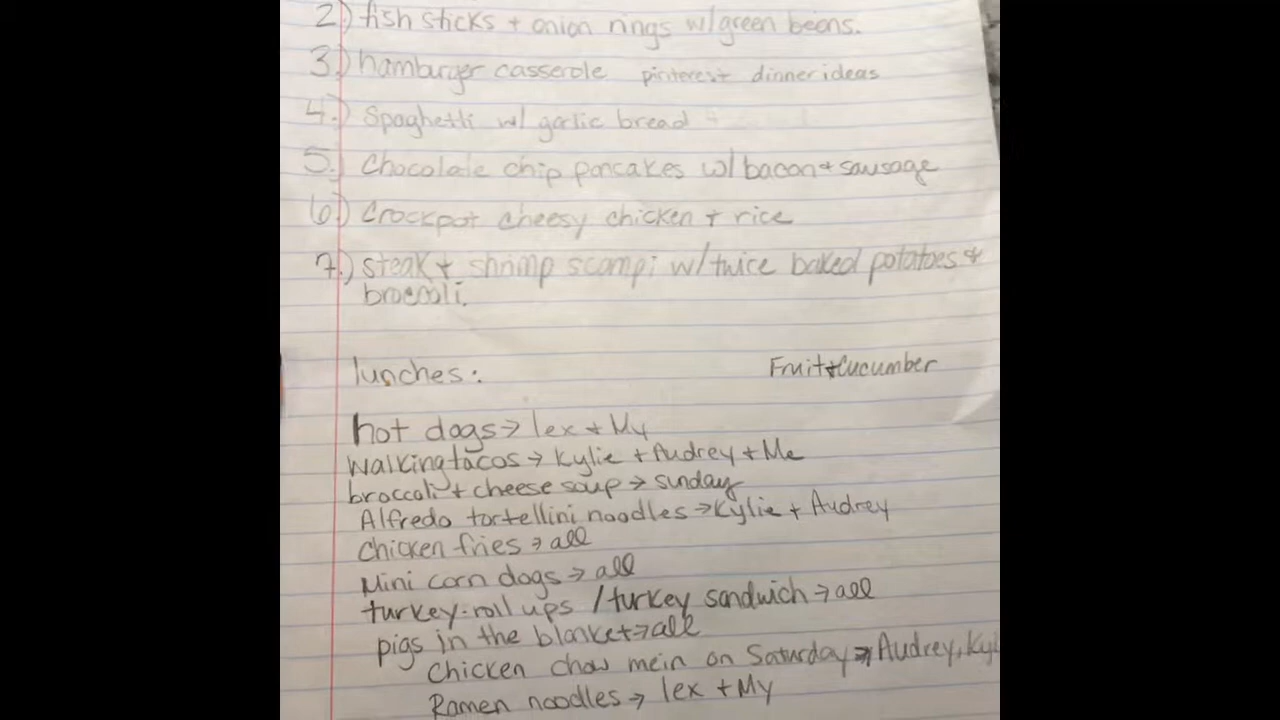 2.) fish sticks + onion rings w/green beans.
3.) hamburger casserole pinterest dinner ideas
4.) Spaghetti w/ garlic bread
5.) Chocolate chip pancakes w/ bacon + sausage
6.) Crockpot cheesy chicken + rice
7.) steak + shrimp scampi w/ twice baked potatoes +
broccoli.
lunches: Fruit + Cucumber
hot dogs → lex + My
walking tacos → Kylie + Audrey + Me
broccoli + cheese soup → sunday
Alfredo tortellini noodles → Kylie + Audrey
Chicken fries → all
Mini corn dogs → all
turkey-roll ups / turkey sandwich → all
pigs in the blanket → all
Chicken chow mein on Saturday → Audrey, Kyl
Ramen noodles → lex + My